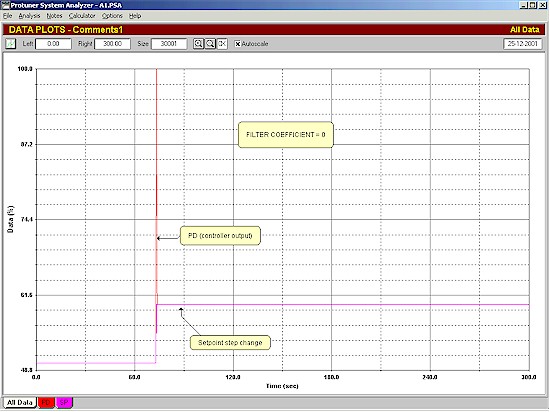 Protuner System Analyzer - A1.PSA
File Analysis Notes Calculator Options Help
DATA PLOTS - Comments1 All Data
Left 0.00 Right 300.00 Size 30001 Autoscale 25-12-2001
100.0
FILTER COEFFICIENT = 0
87.2
74.4
PD (controller output)
Data (%)
61.6
Setpoint step change
48.8
0.0 60.0 120.0 180.0 240.0 300.0
Time (sec)
All Data PD SP